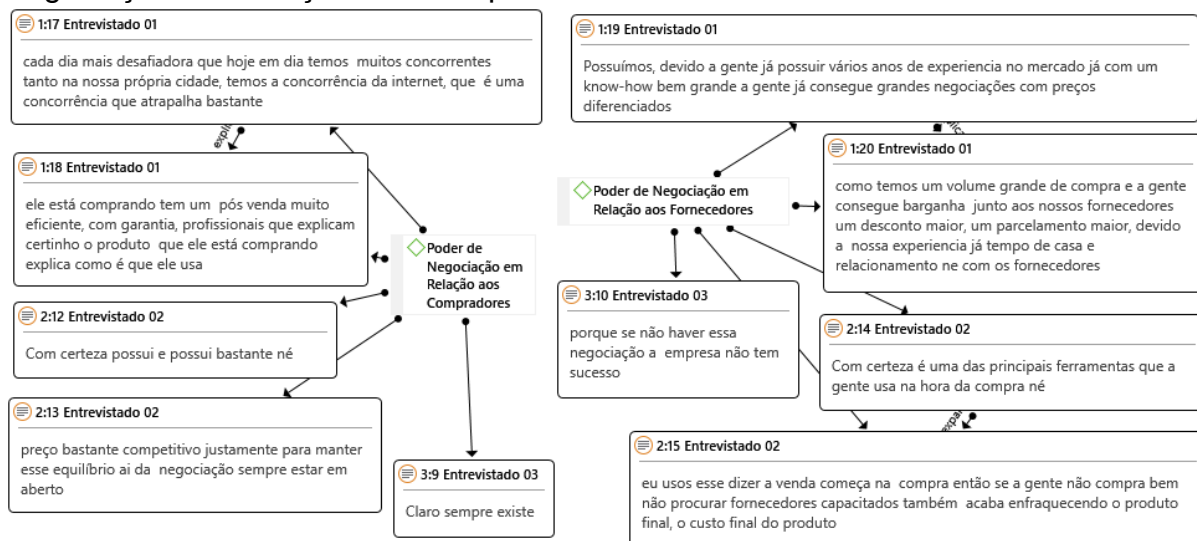 1:17 Entrevistado 01
cada dia mais desafiadora que hoje em dia temos muitos concorrentes
tanto na nossa própria cidade, temos a concorrência da internet, que é uma
concorrência que atrapalha bastante
1:18 Entrevistado 01
ele está comprando tem um pós venda muito
eficiente, com garantia, profissionais que explicam
certinho o produto que ele está comprando
explica como é que ele usa
Poder de
Negociação em
Relação aos
Compradores
2:12 Entrevistado 02
Com certeza possui e possui bastante né
2:13 Entrevistado 02
preço bastante competitivo justamente para manter
esse equilíbrio ai da negociação sempre estar em
aberto
3:9 Entrevistado 03
Claro sempre existe
1:19 Entrevistado 01
Possuímos, devido a gente já possuir vários anos de experiencia no mercado já com um
know-how bem grande a gente já consegue grandes negociações com preços
diferenciados
1:20 Entrevistado 01
como temos um volume grande de compra e a gente
consegue barganha junto aos nossos fornecedores
um desconto maior, um parcelamento maior, devido
a nossa experiencia já tempo de casa e
relacionamento ne com os fornecedores
Poder de Negociação em
Relação aos Fornecedores
3:10 Entrevistado 03
porque se não haver essa
negociação a empresa não tem
sucesso
2:14 Entrevistado 02
Com certeza é uma das principais ferramentas que a
gente usa na hora da compra né
2:15 Entrevistado 02
eu usos esse dizer a venda começa na compra então se a gente não compra bem
não procurar fornecedores capacitados também acaba enfraquecendo o produto
final, o custo final do produto